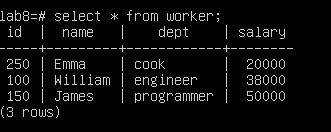 lab8=# select * from worker;
 id  |  name   |    dept    | salary
-----+---------+------------+--------
 250 | Emma    | cook       |  20000
 100 | William | engineer   |  38000
 150 | James   | programmer |  50000
(3 rows)